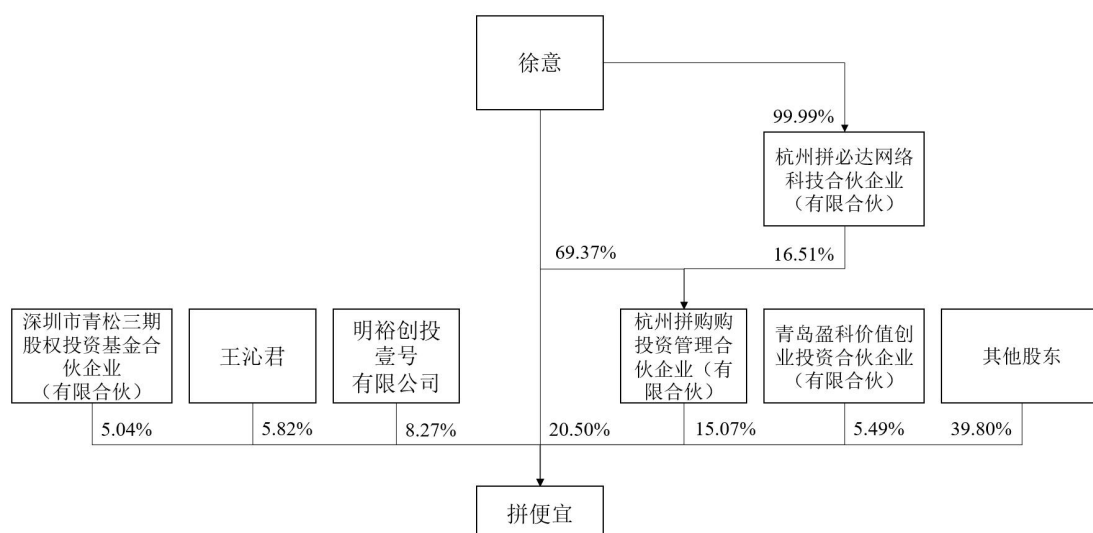 徐意
99.99%
杭州拼必达网络
科技合伙企业
（有限合伙）
69.37%
16.51%
深圳市青松三期
股权投资基金合
伙企业
（有限合伙）
王沁君
明裕创投
壹号
有限公司
杭州拼购购
投资管理合
伙企业（有
限合伙）
青岛盈科价值创
业投资合伙企业
（有限合伙）
其他股东
5.04%
5.82%
8.27%
20.50%
15.07%
5.49%
39.80%
拼便宜